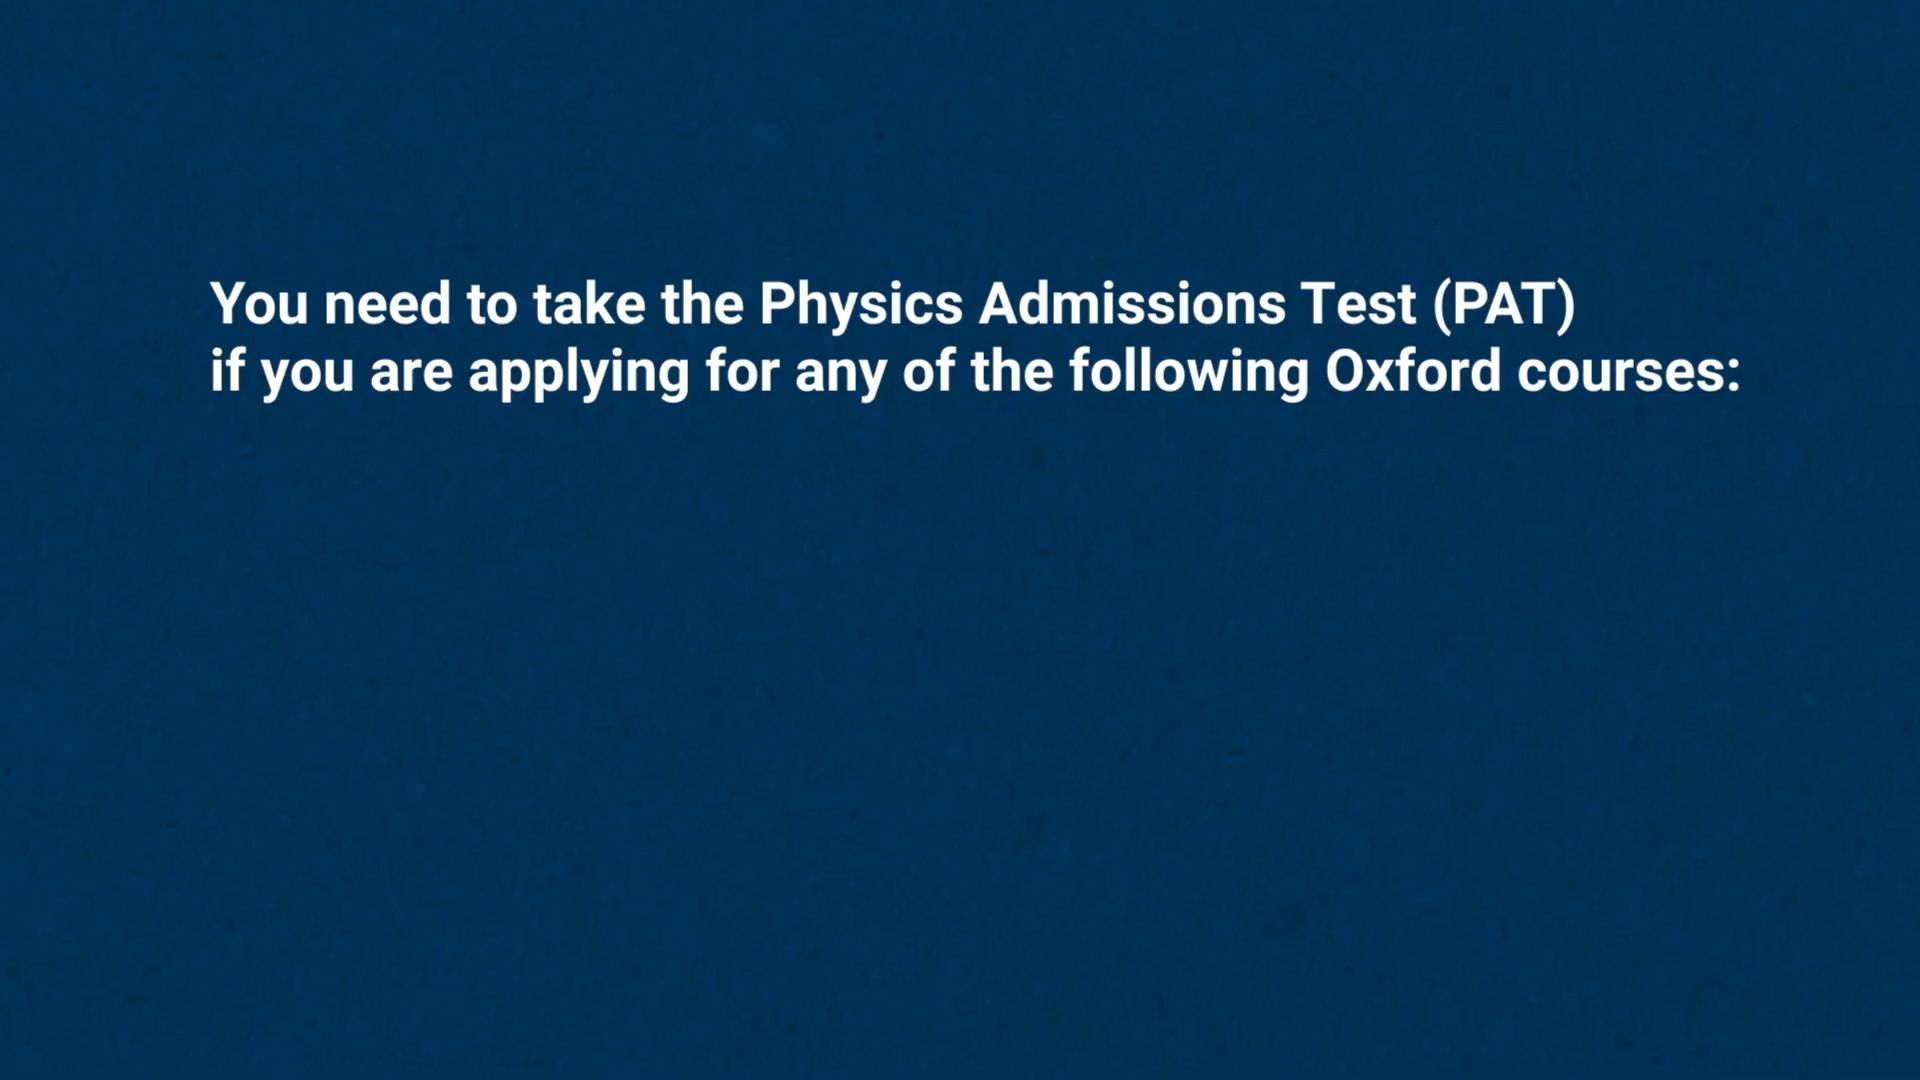 You need to take the Physics Admissions Test (PAT)
if you are applying for any of the following Oxford courses: